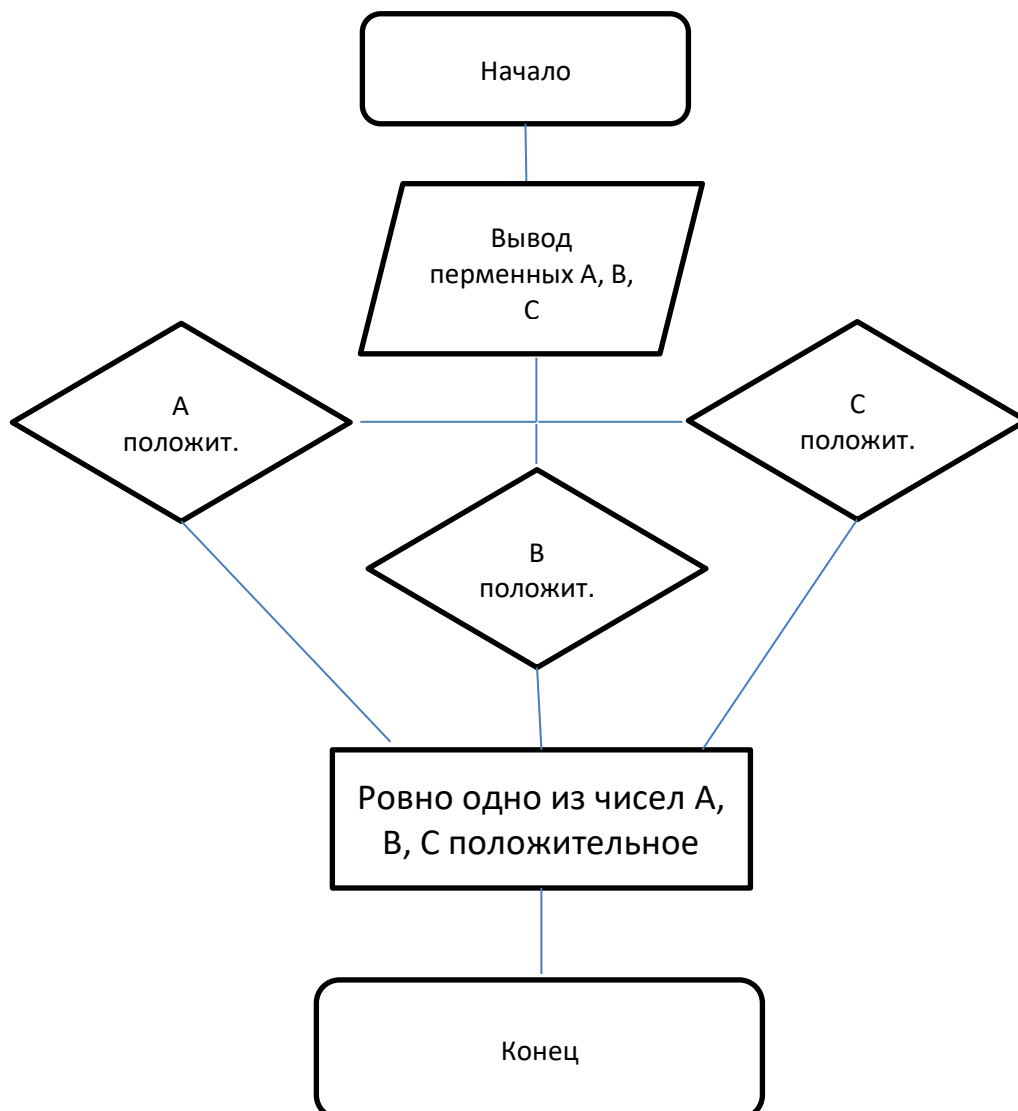 Начало
Вывод
перменных A, B,
C
A
положит.
C
положит.
B
положит.
Ровно одно из чисел A,
B, C положительное
Конец